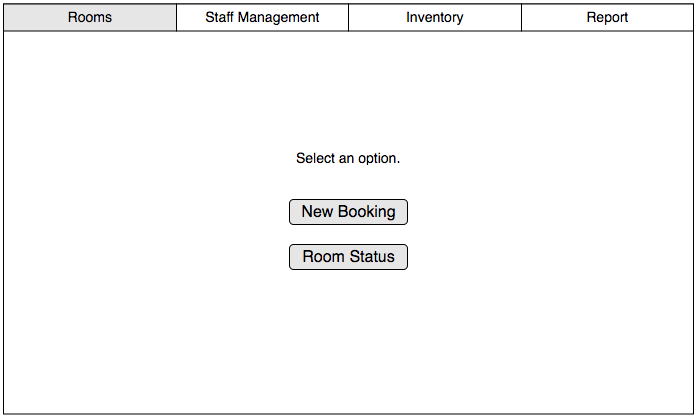 Rooms Staff Management Inventory Report
Select an option.
New Booking
Room Status